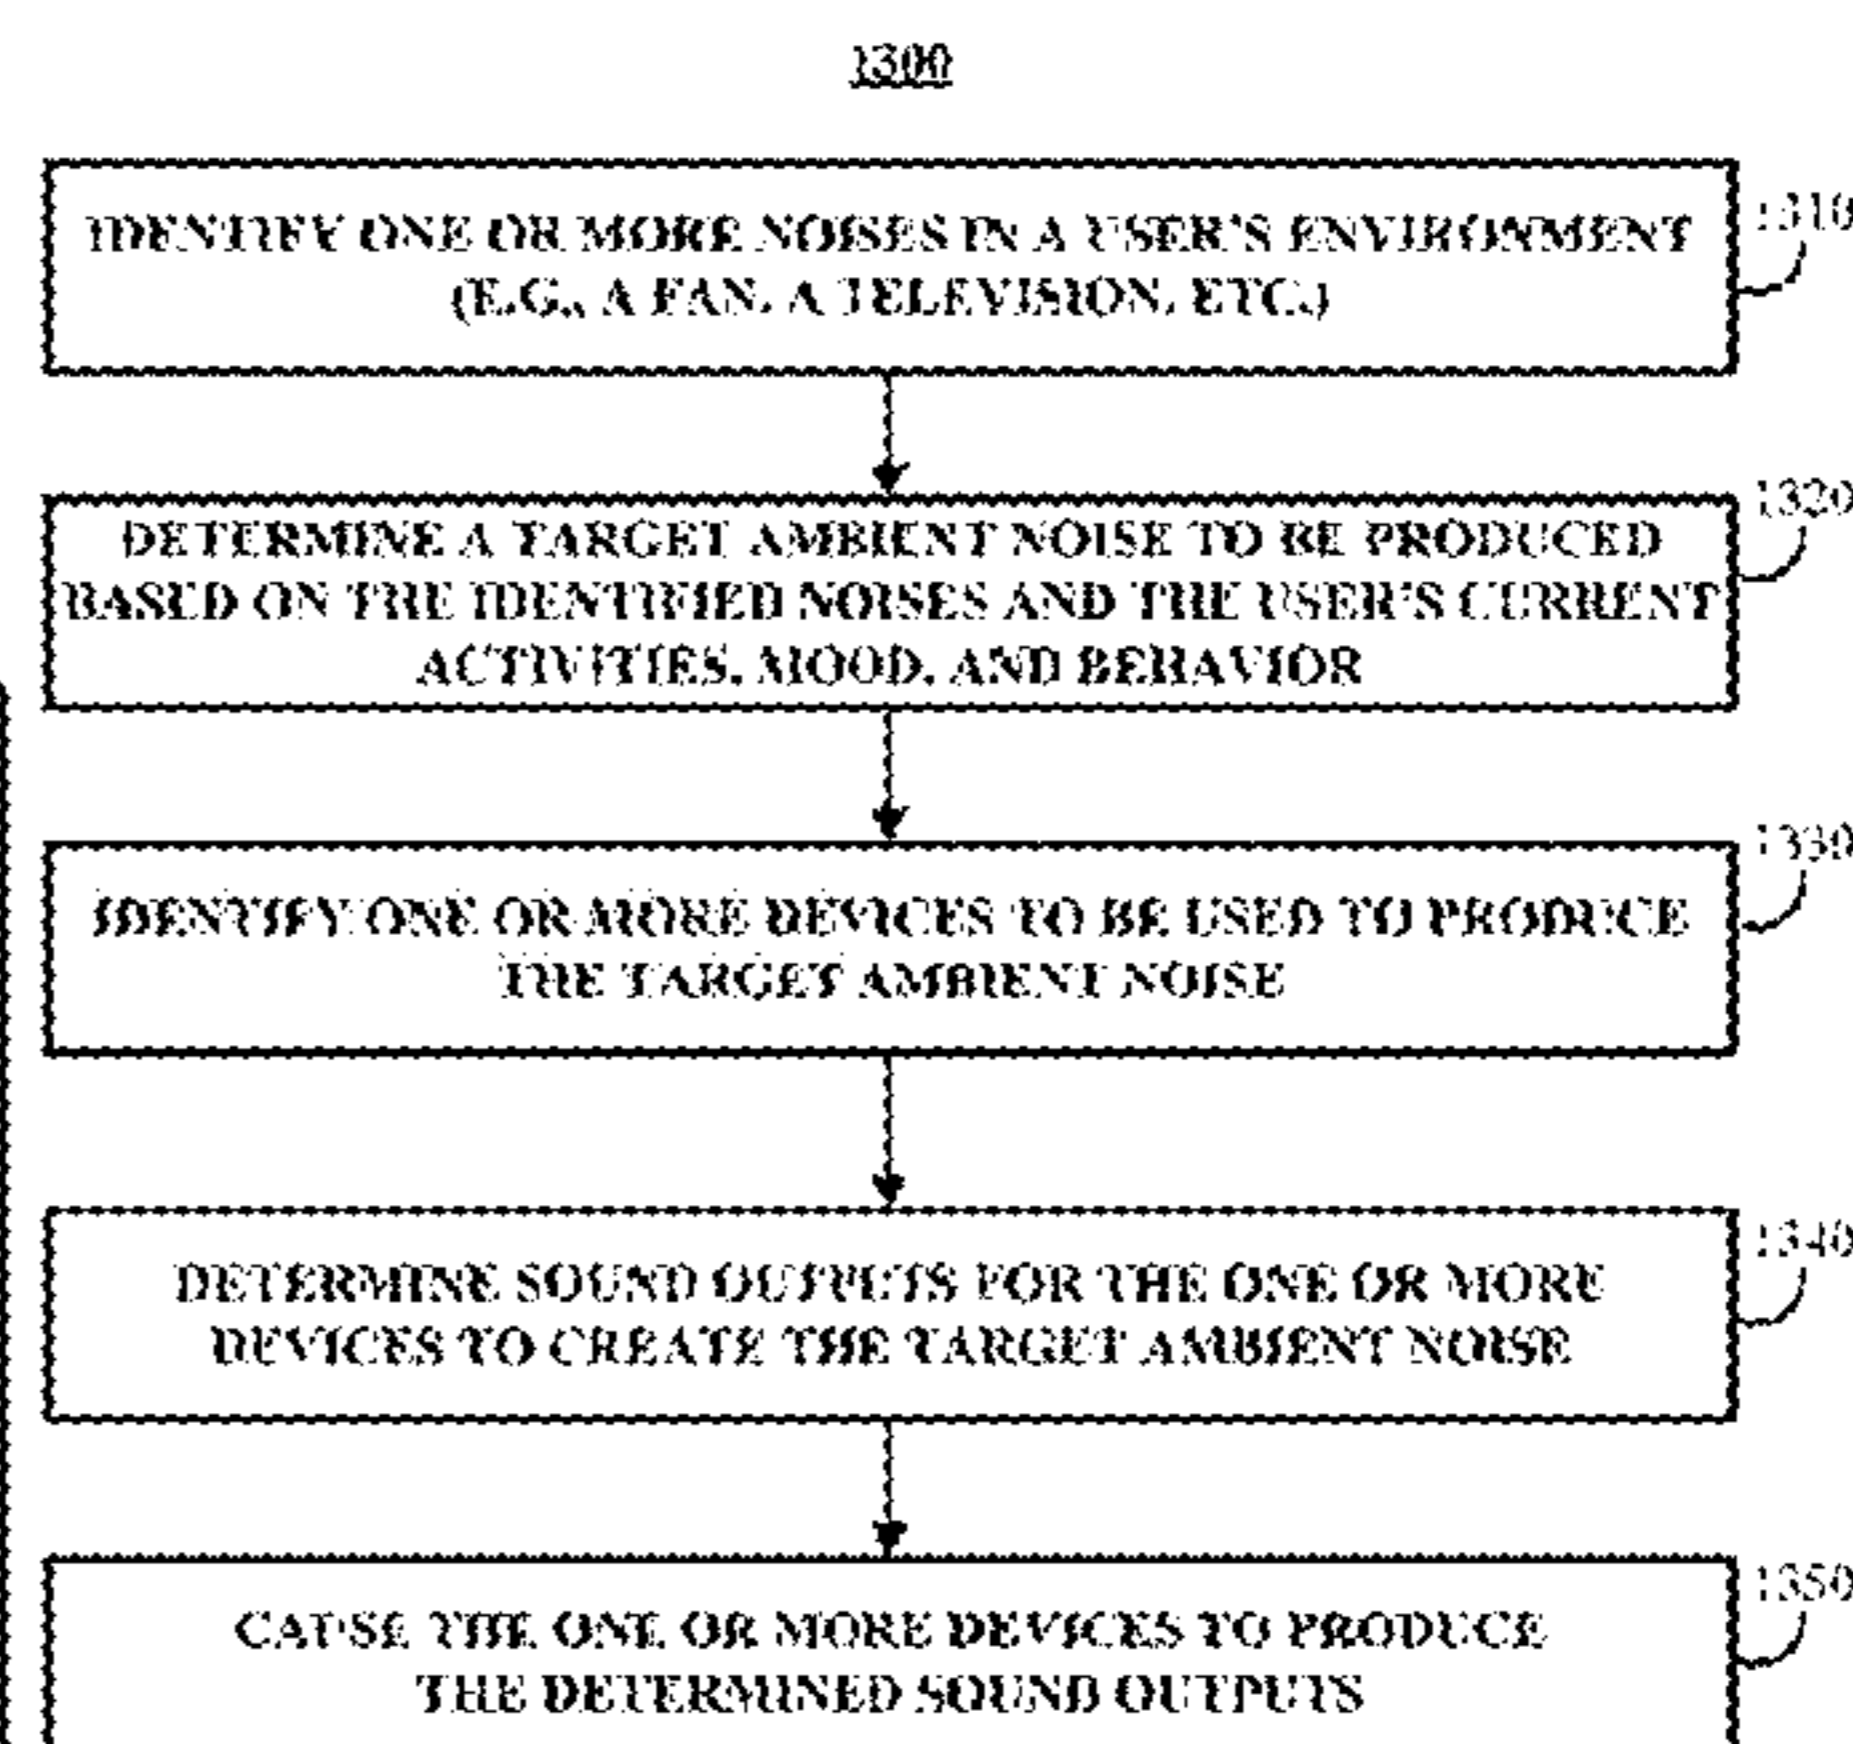 1300
IDENTIFY ONE OR MORE NOISES IN A USER'S ENVIRONMENT
(E.G., A FAN, A TELEVISION, ETC.)
1310
DETERMINE A TARGET AMBIENT NOISE TO BE PRODUCED
BASED ON THE IDENTIFIED NOISES AND THE USER'S CURRENT
ACTIVITIES, MOOD, AND BEHAVIOR
1320
IDENTIFY ONE OR MORE DEVICES TO BE USED TO PRODUCE
THE TARGET AMBIENT NOISE
1330
DETERMINE SOUND OUTPUTS FOR THE ONE OR MORE
DEVICES TO CREATE THE TARGET AMBIENT NOISE
1340
CAUSE THE ONE OR MORE DEVICES TO PRODUCE
THE DETERMINED SOUND OUTPUTS
1350